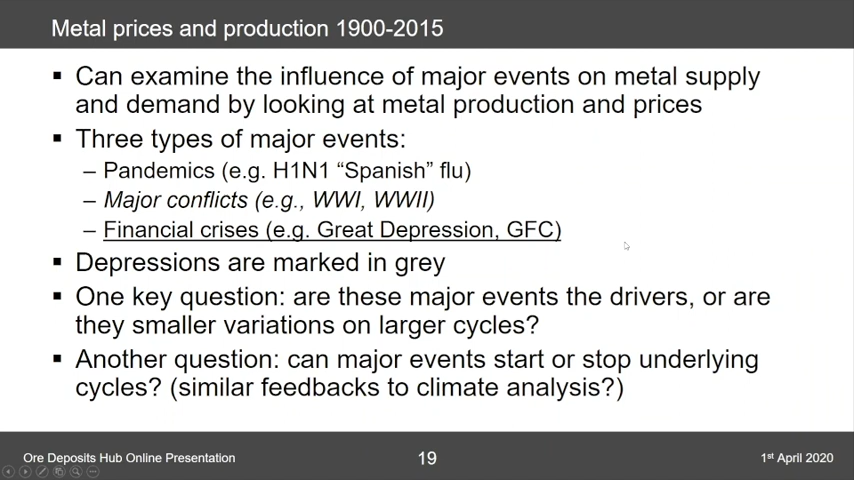 Metal prices and production 1900-2015
▪ Can examine the influence of major events on metal supply
and demand by looking at metal production and prices
▪ Three types of major events:
– Pandemics (e.g. H1N1 “Spanish” flu)
– Major conflicts (e.g., WWI, WWII)
– Financial crises (e.g. Great Depression, GFC)
▪ Depressions are marked in grey
▪ One key question: are these major events the drivers, or are
they smaller variations on larger cycles?
▪ Another question: can major events start or stop underlying
cycles? (similar feedbacks to climate analysis?)
Ore Deposits Hub Online Presentation
19
1st April 2020